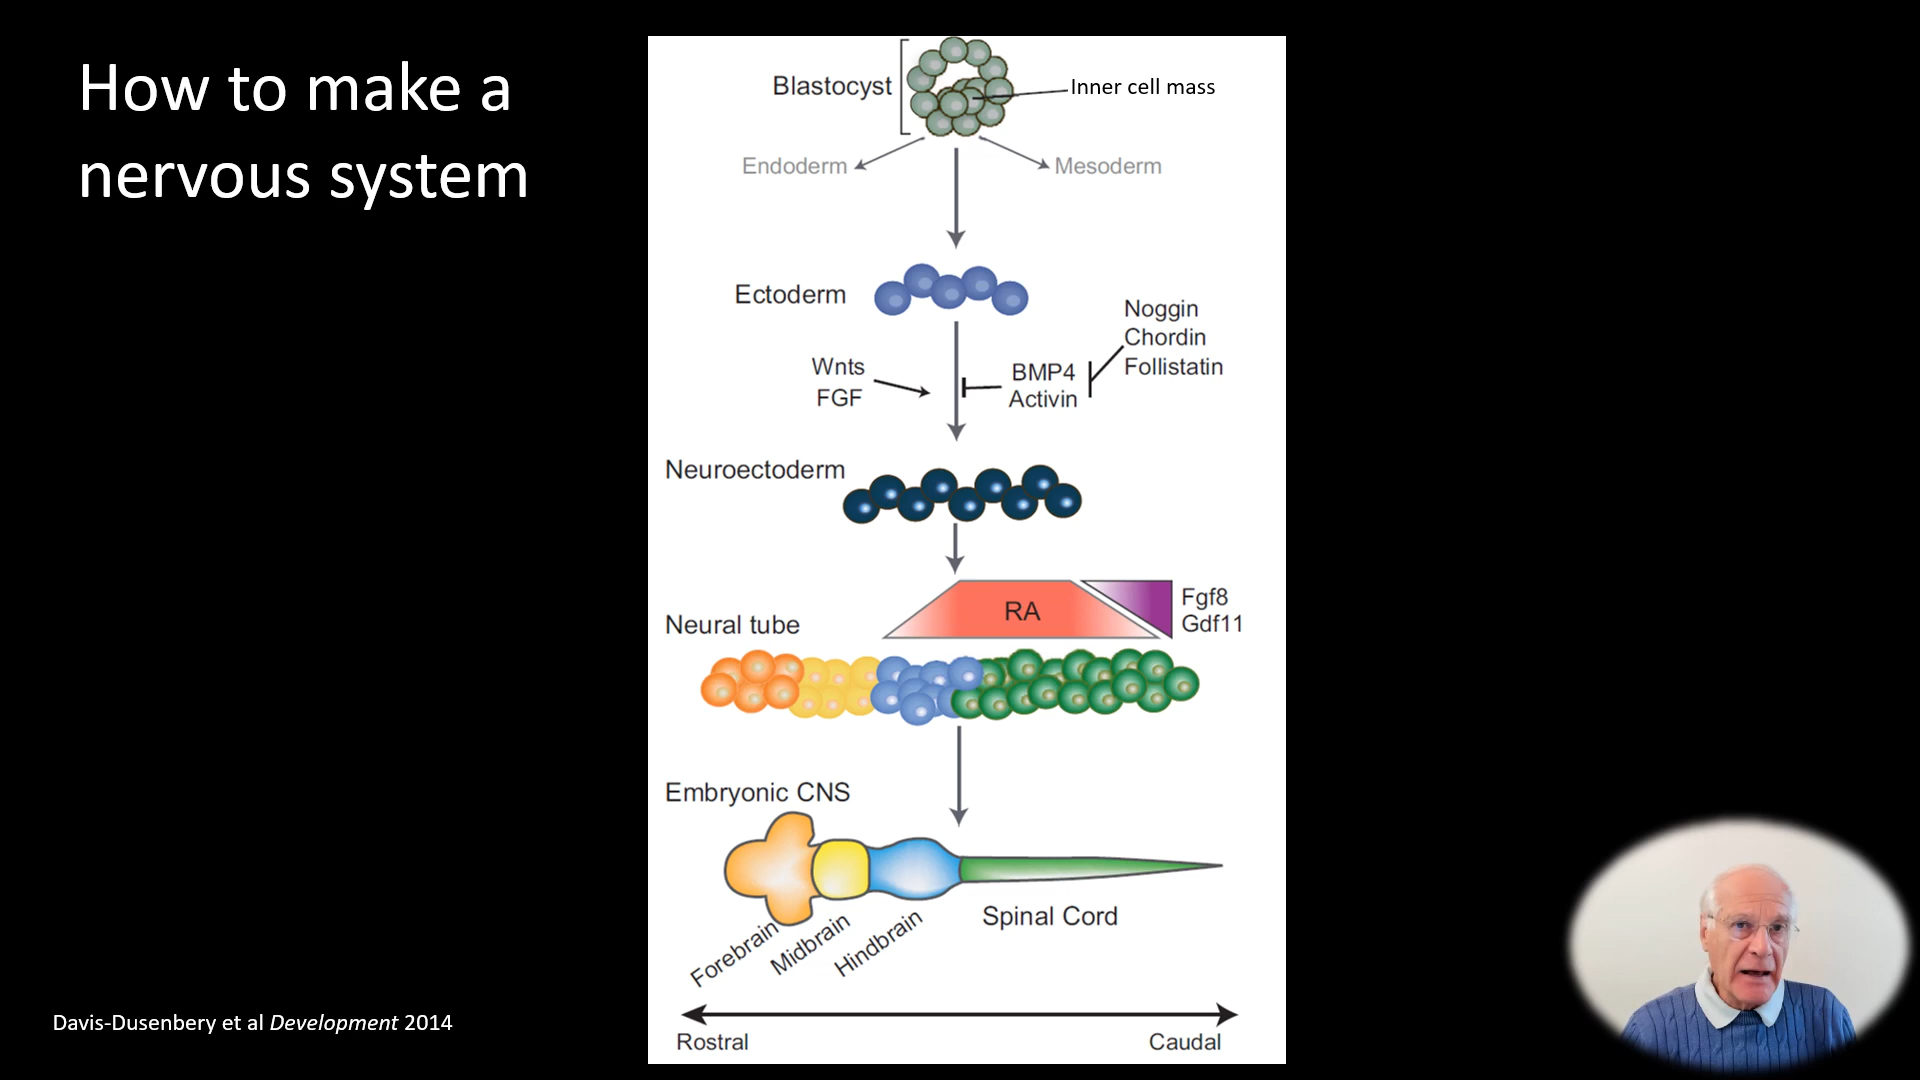 How to make a
nervous system
Blastocyst
Inner cell mass
Endoderm
Mesoderm
Ectoderm
Noggin
Chordin
Follistatin
Wnts
FGF
BMP4
Activin
Neuroectoderm
RA
Fgf8
Gdf11
Neural tube
Embryonic CNS
Forebrain
Midbrain
Hindbrain
Spinal Cord
Rostral
Caudal
Davis-Dusenbery et al Development 2014